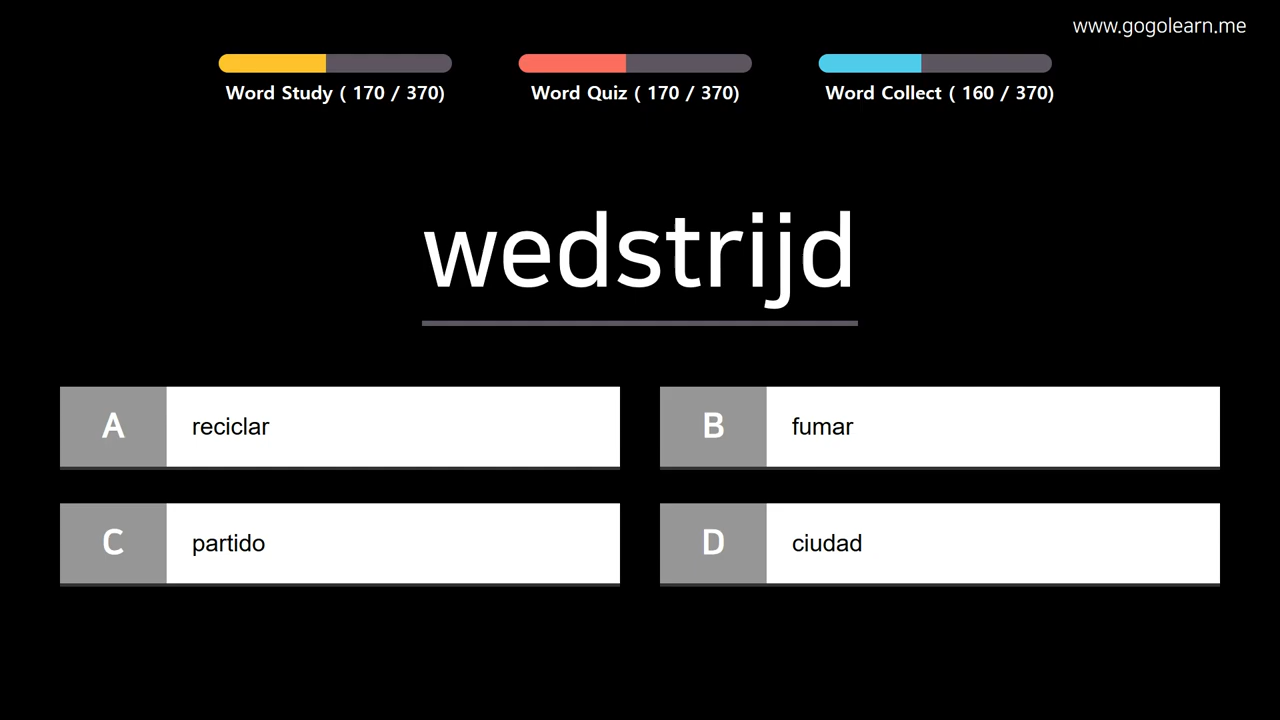 www.gogolearn.me
Word Study ( 170 / 370)
Word Quiz ( 170 / 370)
Word Collect ( 160 / 370)
wedstrijd
A reciclar
B fumar
C partido
D ciudad